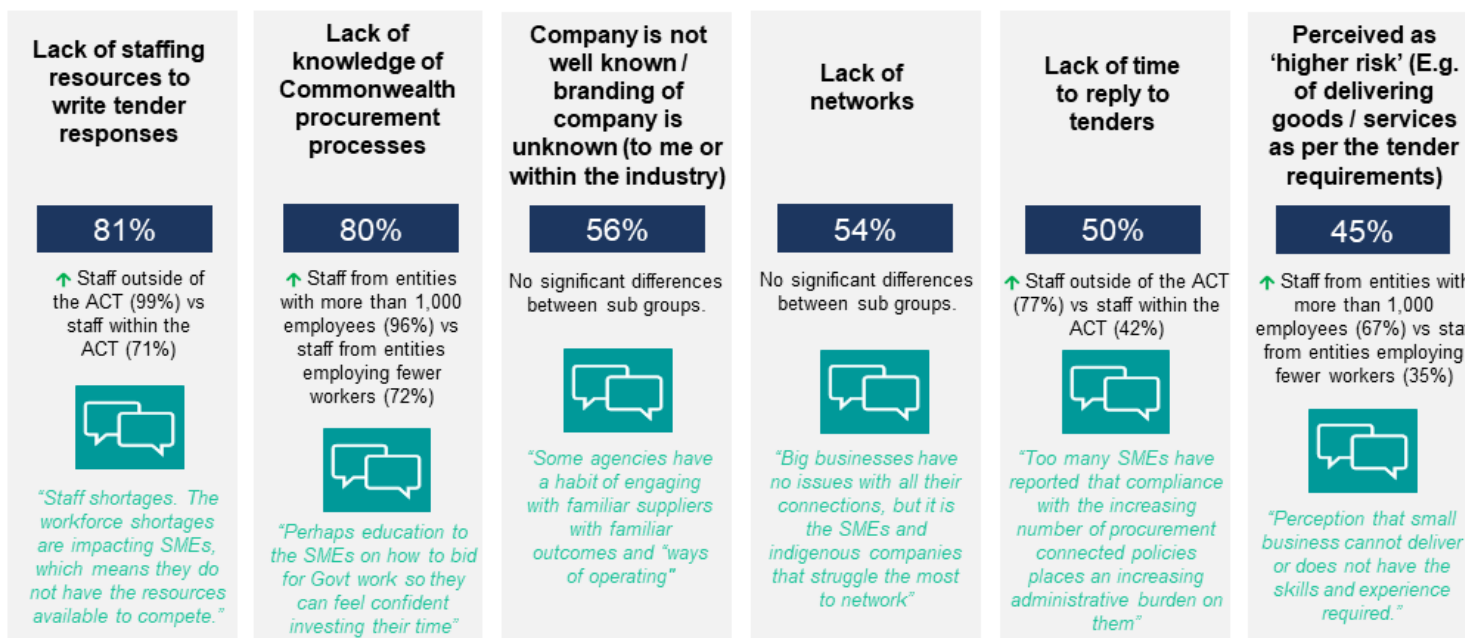 Lack of staffing
resources to
write tender
responses
81%
↑ Staff outside of
the ACT (99%) vs
staff within the
ACT (71%)
“Staff shortages. The
workforce shortages
are impacting SMEs,
which means they do
not have the resources
available to compete.”
Lack of
knowledge of
Commonwealth
procurement
processes
80%
↑ Staff from entities
with more than 1,000
employees (96%) vs
staff from entities
employing fewer
workers (72%)
“Perhaps education to
the SMEs on how to bid
for Govt work so they
can feel confident
investing their time”
Company is not
well known /
branding of
company is
unknown (to me or
within the industry)
56%
No significant differences
between sub groups.
“Some agencies have
a habit of engaging
with familiar suppliers
with familiar
outcomes and “ways
of operating"
Lack of
networks
54%
No significant differences
between sub groups.
“Big businesses have
no issues with all their
connections, but it is
the SMEs and
indigenous companies
that struggle the most
to network”
Lack of time
to reply to
tenders
50%
↑ Staff outside of the ACT
(77%) vs staff within the
ACT (42%)
“Too many SMEs have
reported that compliance
with the increasing
number of procurement
connected policies
places an increasing
administrative burden on
them”
Perceived as
‘higher risk’ (E.g.
of delivering
goods / services
as per the tender
requirements)
45%
↑ Staff from entities with
more than 1,000
employees (67%) vs staf
from entities employing
fewer workers (35%)
“Perception that small
business cannot deliver
or does not have the
skills and experience
required.”